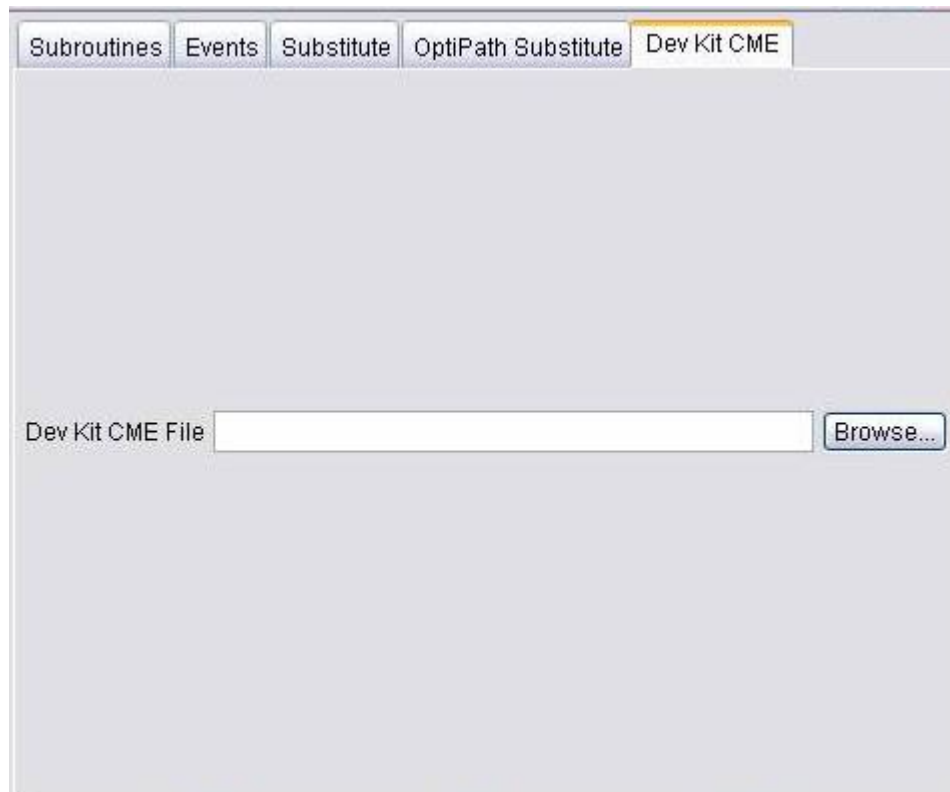 Subroutines Events Substitute OptiPath Substitute Dev Kit CME
Dev Kit CME File Browse...